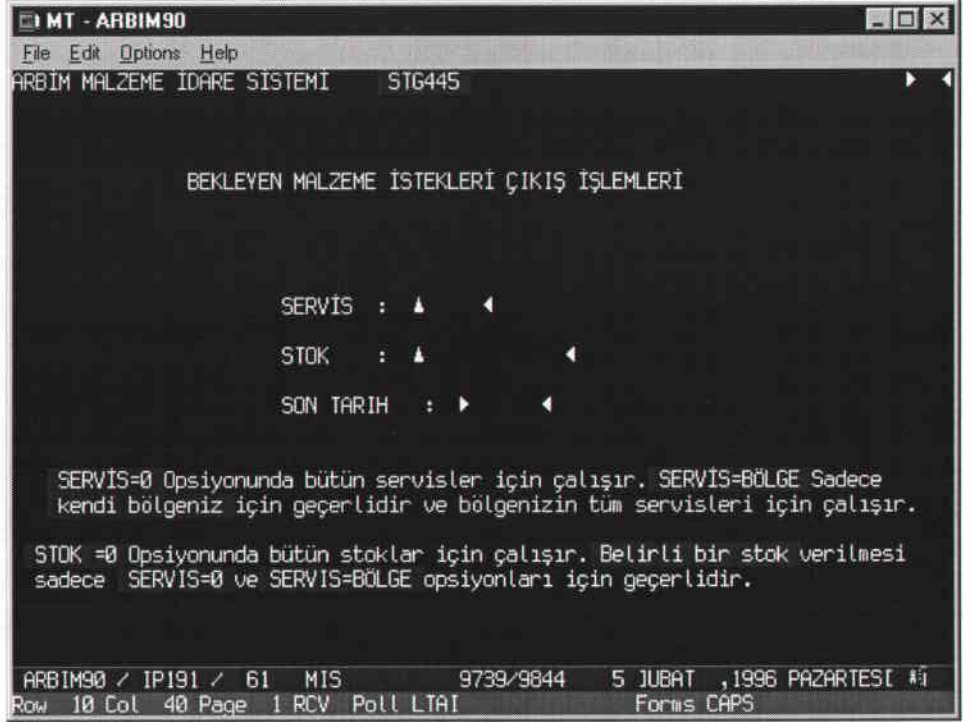 MT - ARBIM90
File Edit Options Help
ARBİM MALZEME İDARE SİSTEMİ STG445
BEKLEYEN MALZEME İSTEKLERİ ÇIKIŞ İŞLEMLERİ
SERVİS :
STOK :
SON TARIH :
SERVİS=0 Opsiyonunda bütün servisler için çalışır. SERVİS=BÖLGE Sadece
kendi bölgeniz için geçerlidir ve bölgenizin tüm servisleri için çalışır.
STOK =0 Opsiyonunda bütün stoklar için çalışır. Belirli bir stok verilmesi
sadece SERVIS=0 ve SERVIS=BÖLGE opsiyonları için geçerlidir.
ARBIM90 / IP191 / 61 MIS 9739/9844 5 JUBAT ,1996 PAZARTESI
Row 10 Col 40 Page 1 RCV Poll LTAI Forms CAPS